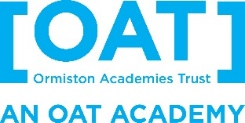 [OAT]
Ormiston Academies Trust
AN OAT ACADEMY